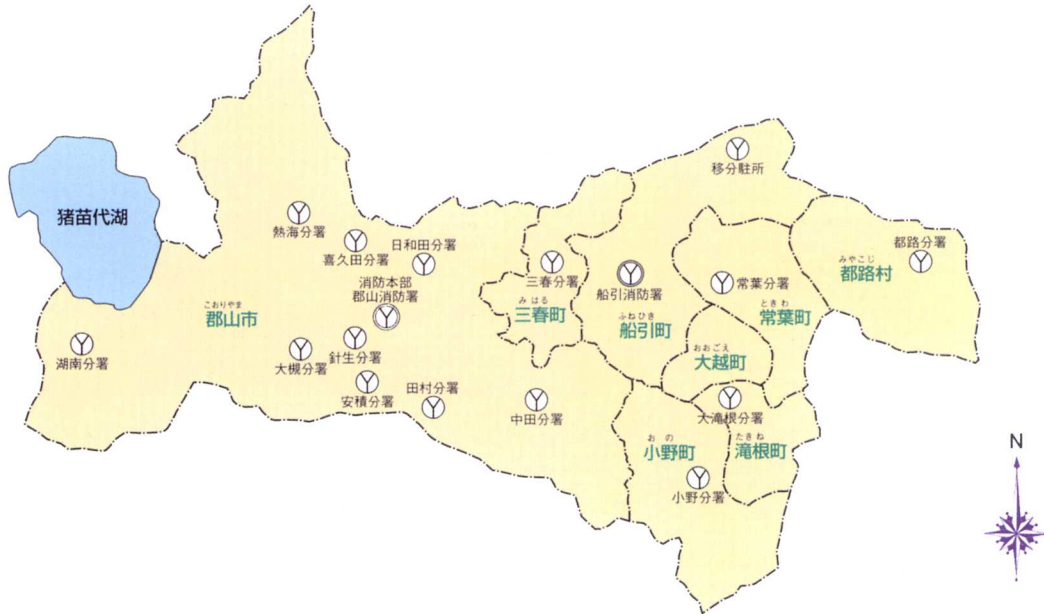 猪苗代湖
移分駐所
熱海分署
喜久田分署
日和田分署
都路分署
みやこじ
都路村
三春分署
船引消防署
常葉分署
消防本部
郡山消防署
こおりやま
郡山市
みはる
三春町
ふねひき
船引町
ときわ
常葉町
湖南分署
大槻分署
針生分署
おおごえ
大越町
安積分署
田村分署
中田分署
大滝根分署
おの
小野町
たきね
滝根町
小野分署
N